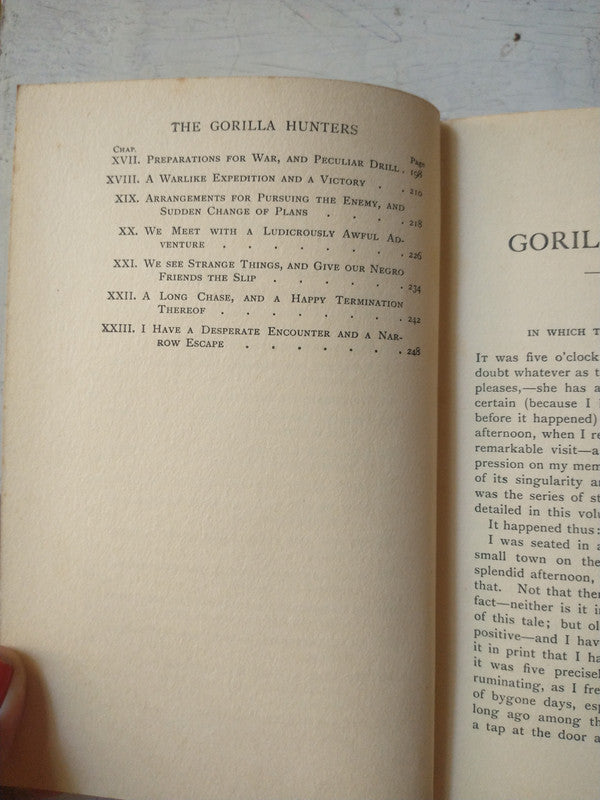 THE GORILLA HUNTERS
Chap. Page
XVII. Preparations for War, and Peculiar Drill . 198
XVIII. A Warlike Expedition and a Victory . . 210
XIX. Arrangements for Pursuing the Enemy, and
Sudden Change of Plans . . . . 218
XX. We Meet with a Ludicrously Awful Ad-
venture . . . . . . . 226
XXI. We see Strange Things, and Give our Negro
Friends the Slip . . . . . 234
XXII. A Long Chase, and a Happy Termination
Thereof . . . . . . . 242
XXIII. I Have a Desperate Encounter and a Nar-
row Escape . . . . . . 248
GORIL
IN WHICH T
It was five o'clock
doubt whatever as t
pleases,—she has a
certain (because I
before it happened)
afternoon, when I re
remarkable visit—a
pression on my mem
of its singularity a
was the series of st
detailed in this volu
It happened thus:
I was seated in a
small town on the
splendid afternoon,
that. Not that the
fact—neither is it i
of this tale; but ol
positive—and I hav
it in print that I ha
it was five precisel
ruminating, as I fre
of bygone days, esp
long ago among th
a tap at the door a